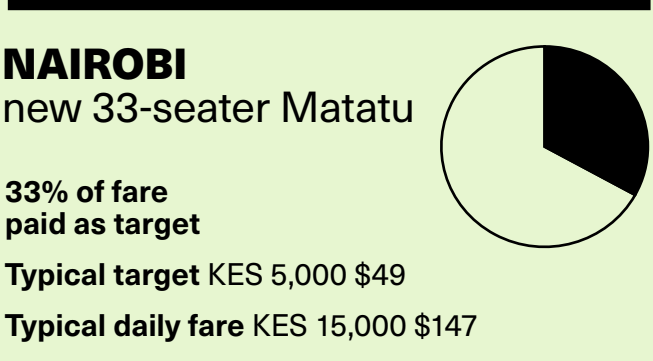 NAIROBI
new 33-seater Matatu
33% of fare
paid as target
Typical target KES 5,000 $49
Typical daily fare KES 15,000 $147